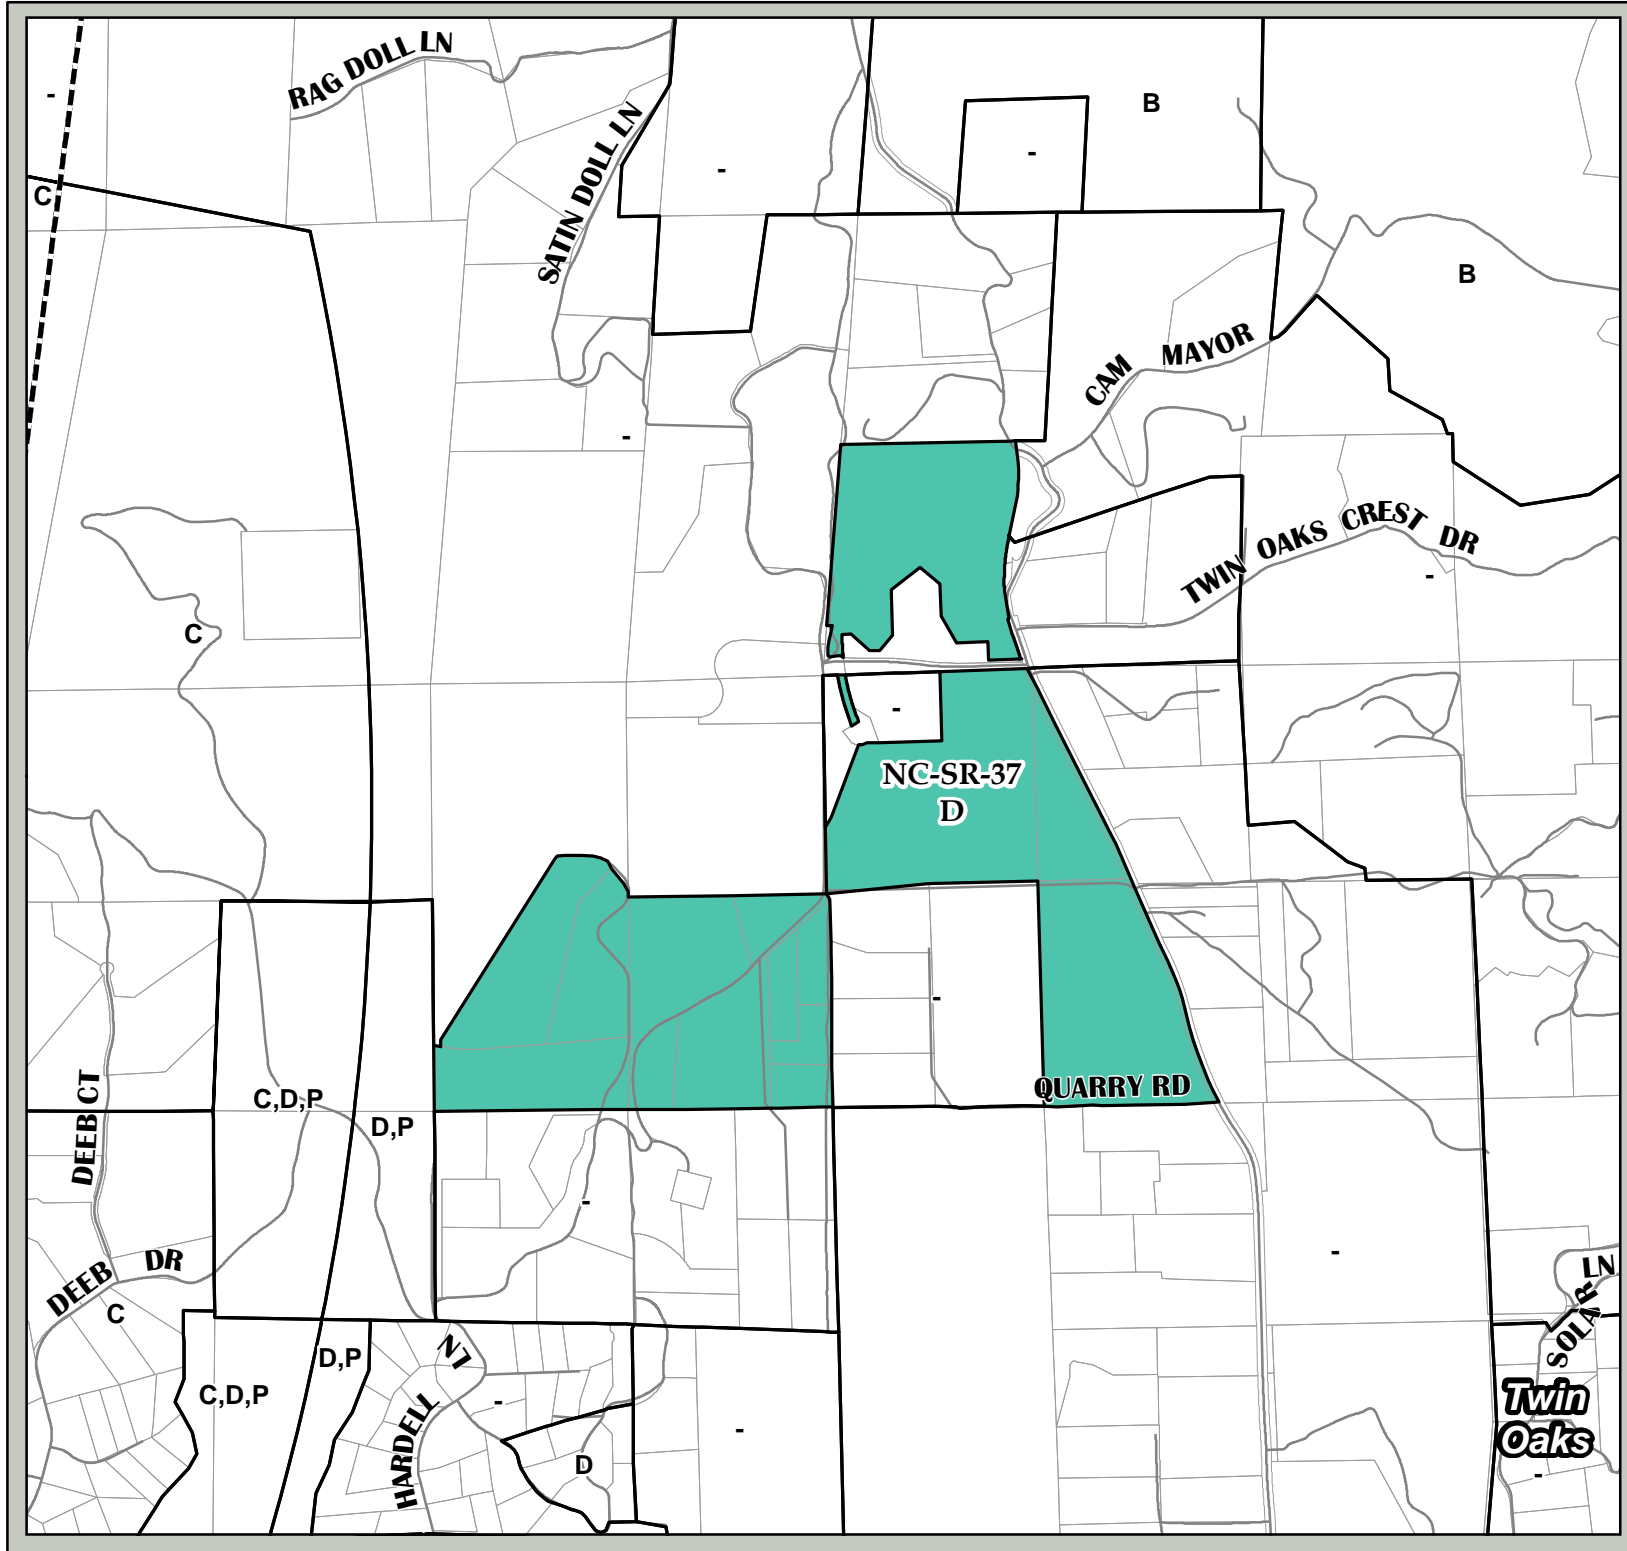 RAG DOLL LN
-
B
-
-
C
SATIN DOLL LN
B
CAM MAYOR
-
TWIN OAKS CREST DR
-
C
-
NC-SR-37
D
-
QUARRY RD
C,D,P
D,P
DEEB CT
-
DEEB DR
-
LN
SOLAR
C
D,P
LN
C,D,P
HARDELL
-
-
D
Twin
Oaks
-